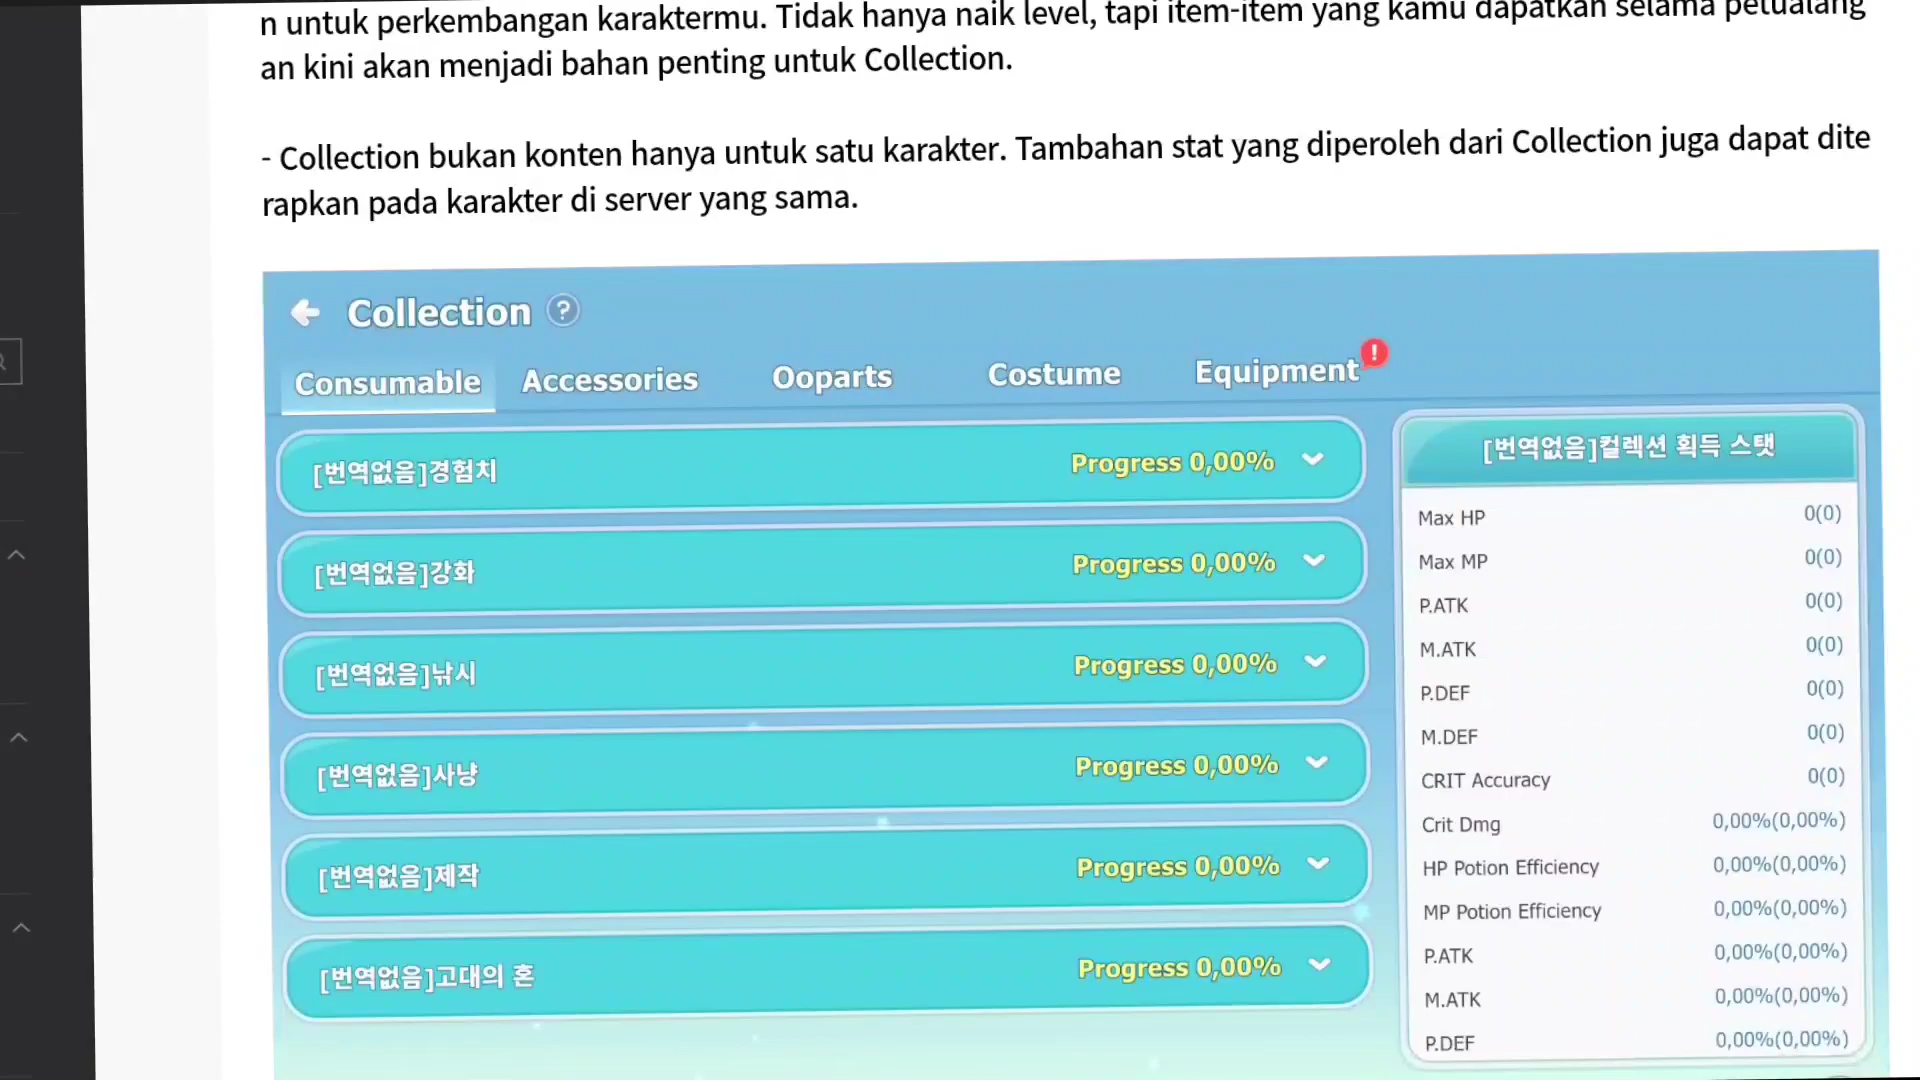 n untuk perkembangan karaktermu. Tidak hanya naik level, tapi item-item yang kamu dapatkan selama petualang
an kini akan menjadi bahan penting untuk Collection.
- Collection bukan konten hanya untuk satu karakter. Tambahan stat yang diperoleh dari Collection juga dapat dite
rapkan pada karakter di server yang sama.
Collection ?
Consumable Accessories Ooparts Costume Equipment !
[번역없음]경험치 Progress 0,00%
[번역없음]강화 Progress 0,00%
[번역없음]낚시 Progress 0,00%
[번역없음]사냥 Progress 0,00%
[번역없음]제작 Progress 0,00%
[번역없음]고대의 혼 Progress 0,00%
[번역없음]컬렉션 획득 스탯
Max HP 0(0)
Max MP 0(0)
P.ATK 0(0)
M.ATK 0(0)
P.DEF 0(0)
M.DEF 0(0)
CRIT Accuracy 0(0)
Crit Dmg 0,00%(0,00%)
HP Potion Efficiency 0,00%(0,00%)
MP Potion Efficiency 0,00%(0,00%)
P.ATK 0,00%(0,00%)
M.ATK 0,00%(0,00%)
P.DEF 0,00%(0,00%)